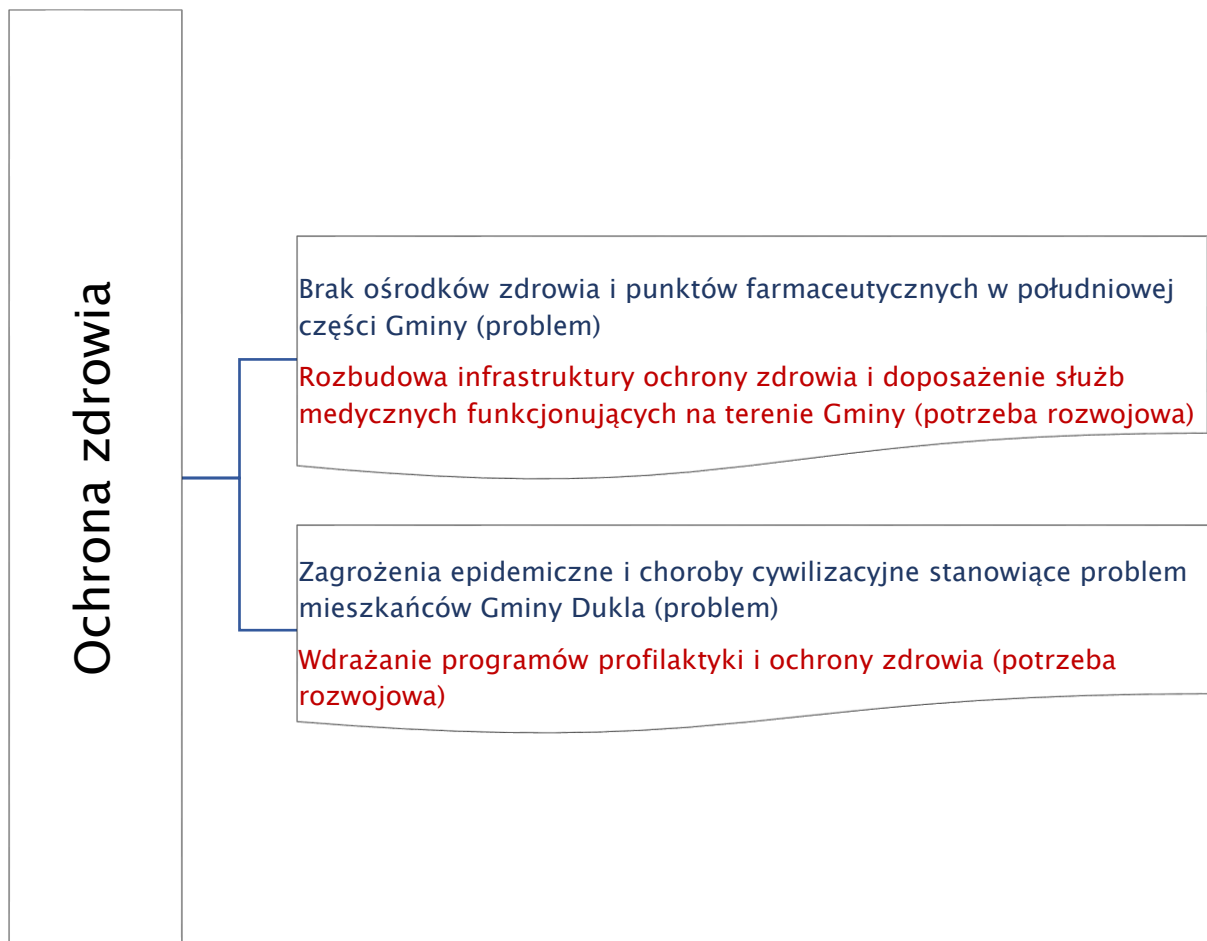 Ochrona zdrowia
Brak ośrodków zdrowia i punktów farmaceutycznych w południowej
części Gminy (problem)
Rozbudowa infrastruktury ochrony zdrowia i doposażenie służb
medycznych funkcjonujących na terenie Gminy (potrzeba rozwojowa)
Zagrożenia epidemiczne i choroby cywilizacyjne stanowiące problem
mieszkańców Gminy Dukla (problem)
Wdrażanie programów profilaktyki i ochrony zdrowia (potrzeba
rozwojowa)